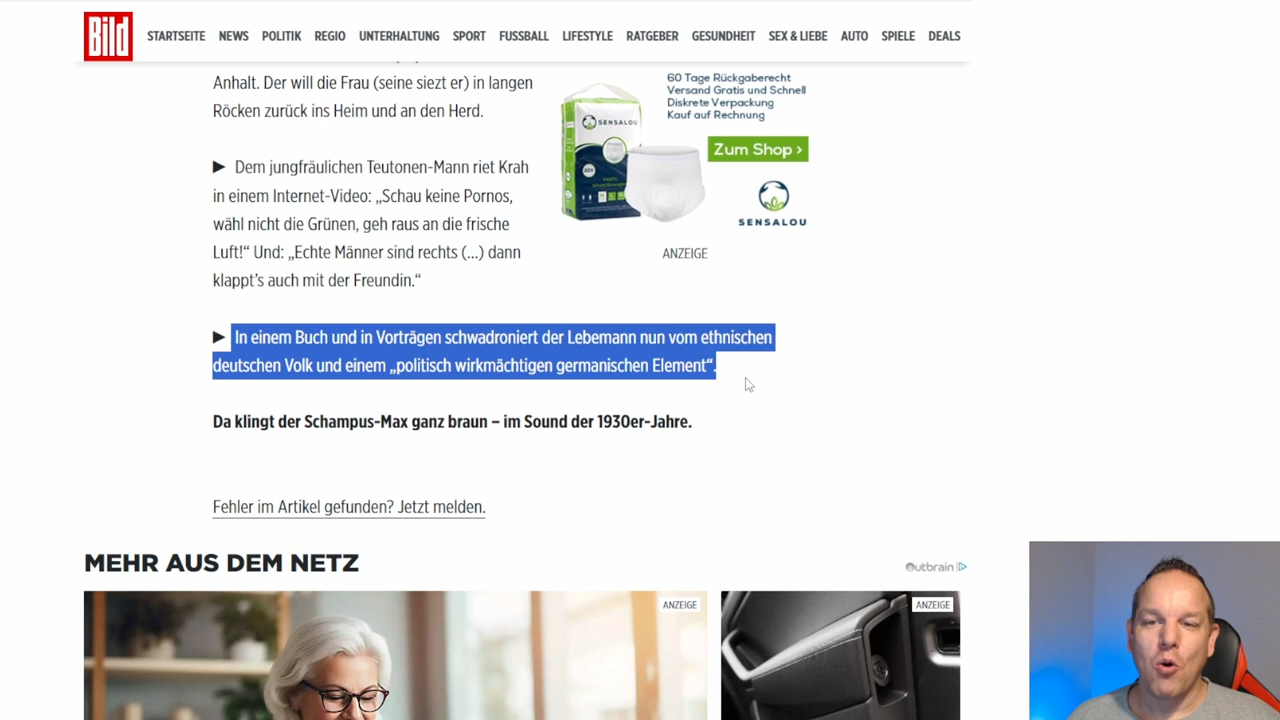 Bild
STARTSEITE NEWS POLITIK REGIO UNTERHALTUNG SPORT FUSSBALL LIFESTYLE RATGEBER GESUNDHEIT SEX & LIEBE AUTO SPIELE DEALS
Anhalt. Der will die Frau (seine siezt er) in langen
Röcken zurück ins Heim und an den Herd.
► Dem jungfräulichen Teutonen-Mann riet Krah
in einem Internet-Video: „Schau keine Pornos,
wähl nicht die Grünen, geh raus an die frische
Luft!“ Und: „Echte Männer sind rechts (...) dann
klappt’s auch mit der Freundin.“
60 Tage Rückgaberecht
Versand Gratis und Schnell
Diskrete Verpackung
Kauf auf Rechnung
SENSALOU
Zum Shop >
SENSALOU
ANZEIGE
► In einem Buch und in Vorträgen schwadroniert der Lebemann nun vom ethnischen
deutschen Volk und einem „politisch wirkmächtigen germanischen Element“.
Da klingt der Schampus-Max ganz braun – im Sound der 1930er-Jahre.
Fehler im Artikel gefunden? Jetzt melden.
MEHR AUS DEM NETZ
Outbrain
ANZEIGE
ANZEIGE